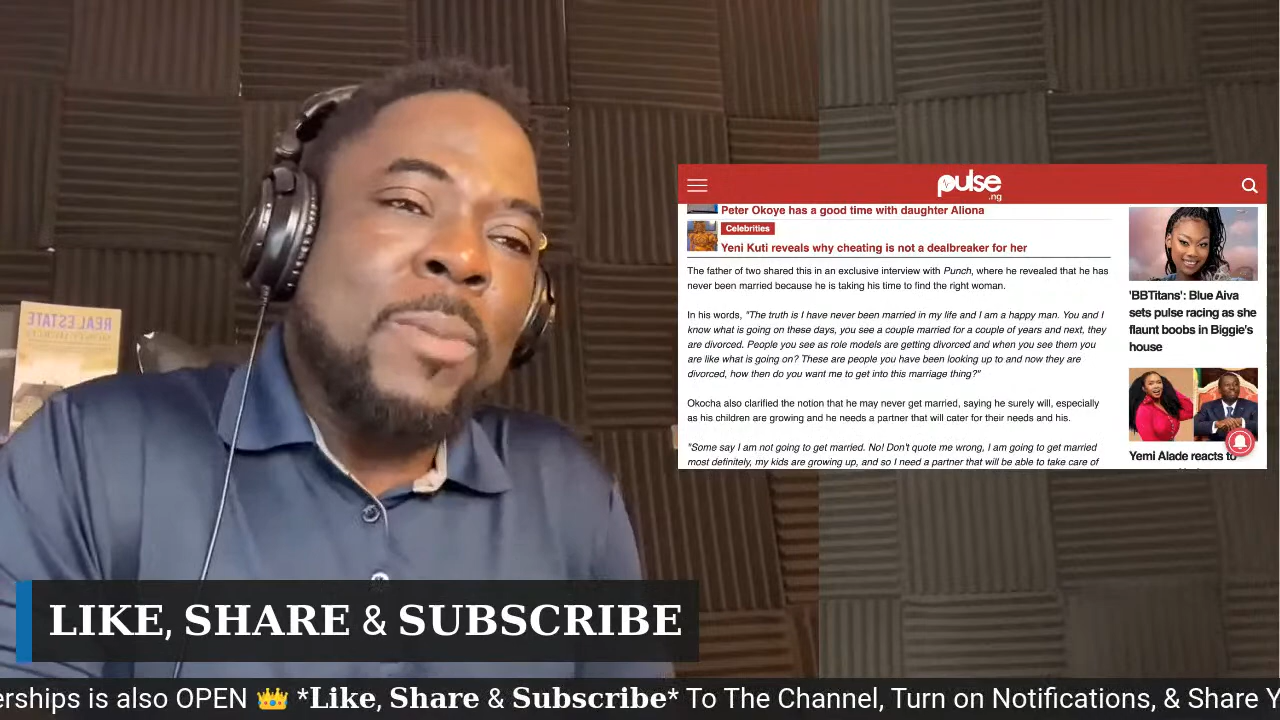 REAL ESTATE
pulse
.ng
Peter Okoye has a good time with daughter Aliona
Celebrities
Yeni Kuti reveals why cheating is not a dealbreaker for her
The father of two shared this in an exclusive interview with Punch, where he revealed that he has
never been married because he is taking his time to find the right woman.
In his words, "The truth is I have never been married in my life and I am a happy man. You and I
know what is going on these days, you see a couple married for a couple of years and next, they
are divorced. People you see as role models are getting divorced and when you see them you
are like what is going on? These are people you have been looking up to and now they are
divorced, how then do you want me to get into this marriage thing?"
Okocha also clarified the notion that he may never get married, saying he surely will, especially
as his children are growing and he needs a partner that will cater for their needs and his.
"Some say I am not going to get married. No! Don't quote me wrong, I am going to get married
most definitely, my kids are growing up, and so I need a partner that will be able to take care of
'BBTitans': Blue Aiva
sets pulse racing as she
flaunt boobs in Biggie's
house
Yemi Alade reacts to
LIKE, SHARE & SUBSCRIBE
erships is also OPEN 👑 *Like, Share & Subscribe* To The Channel, Turn on Notifications, & Share Y